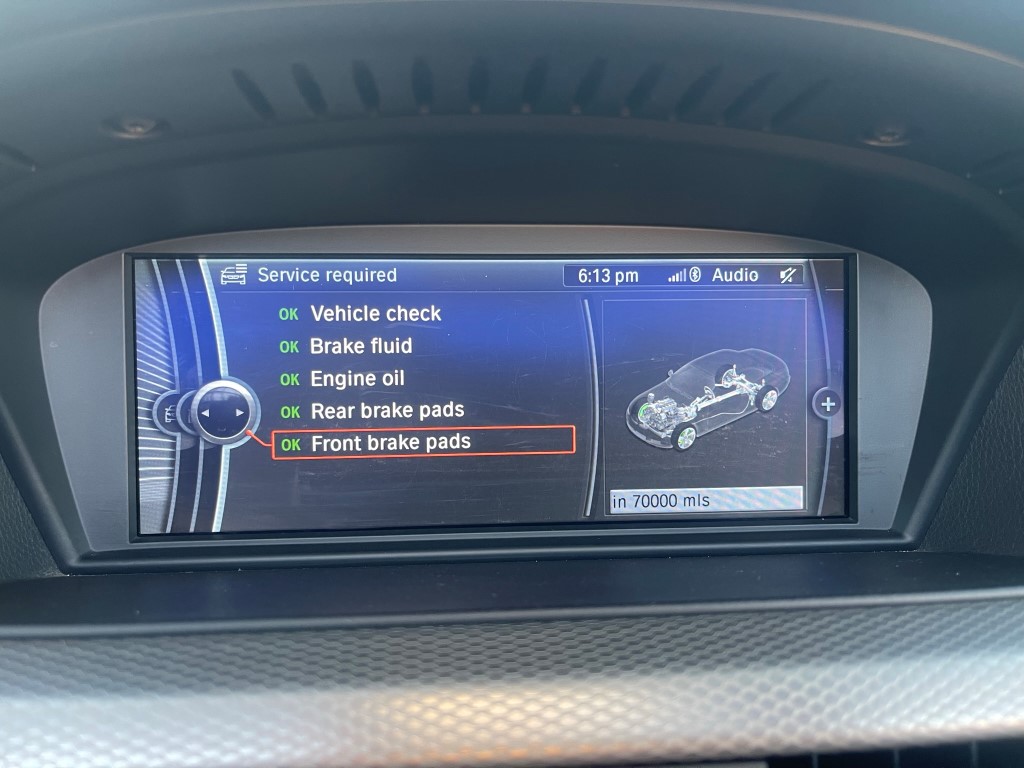 Service required
6:13 pm
Audio
OK Vehicle check
OK Brake fluid
OK Engine oil
OK Rear brake pads
OK Front brake pads
+
in 70000 mls